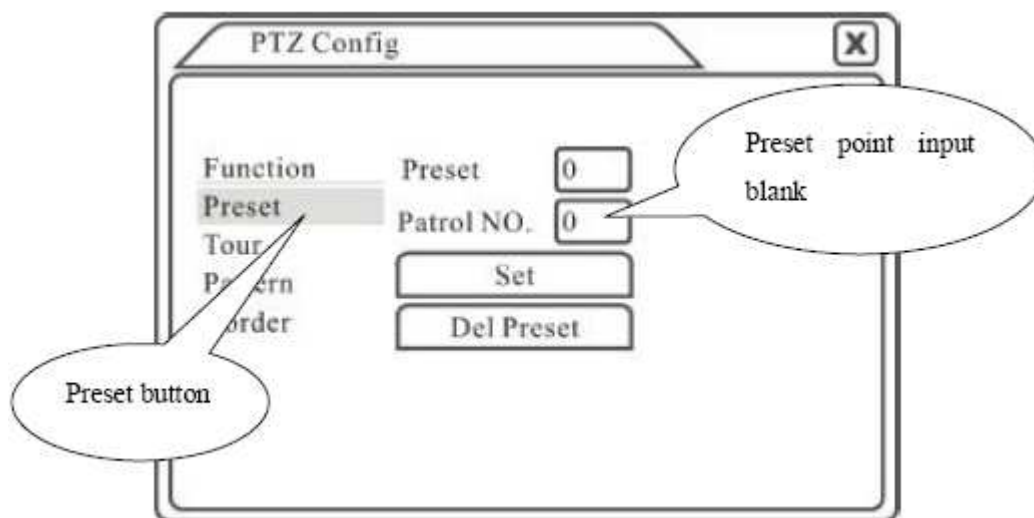 PTZ Config
X
Function
Preset
Tour
Preset
0
Patrol NO.
0
Set
Del Preset
Preset point input
blank
Preset button